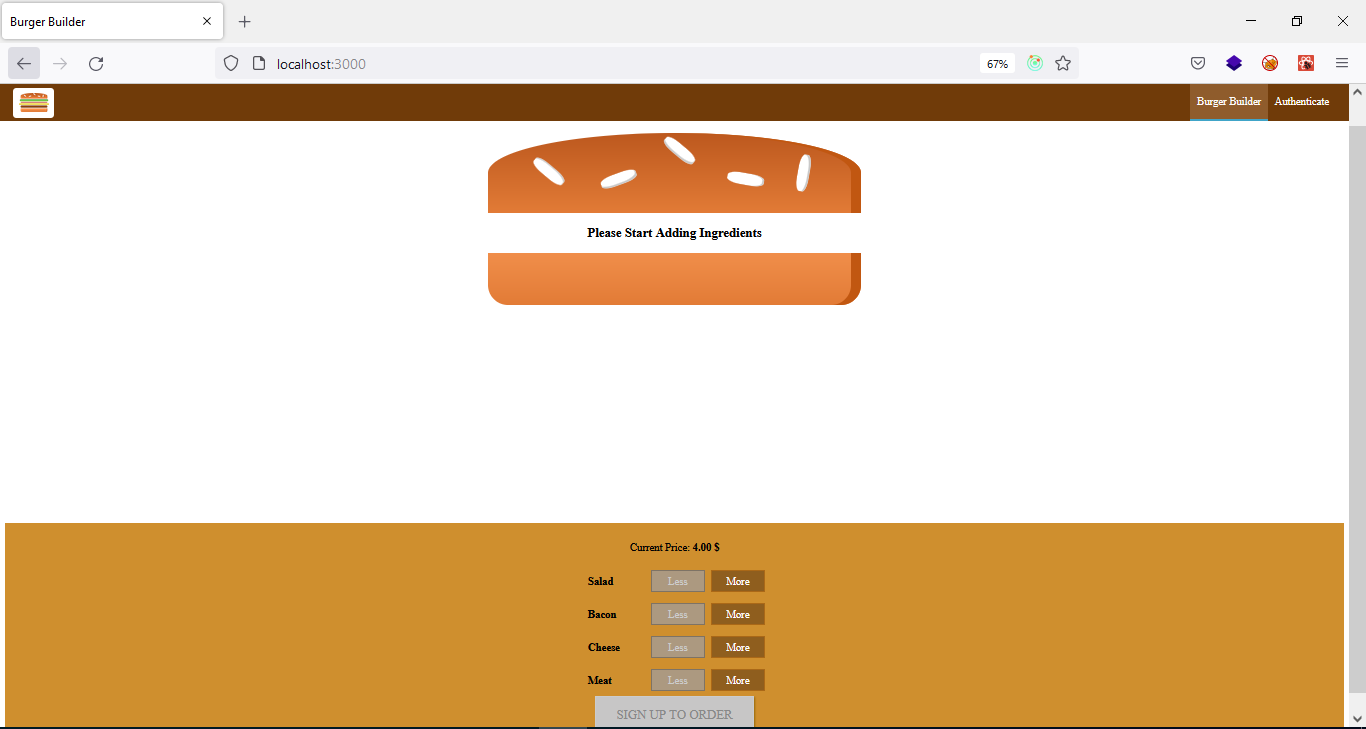 Burger Builder
localhost:3000
67%
Burger Builder Authenticate
Please Start Adding Ingredients
Current Price: 4.00 $
Salad Less More
Bacon Less More
Cheese Less More
Meat Less More
SIGN UP TO ORDER